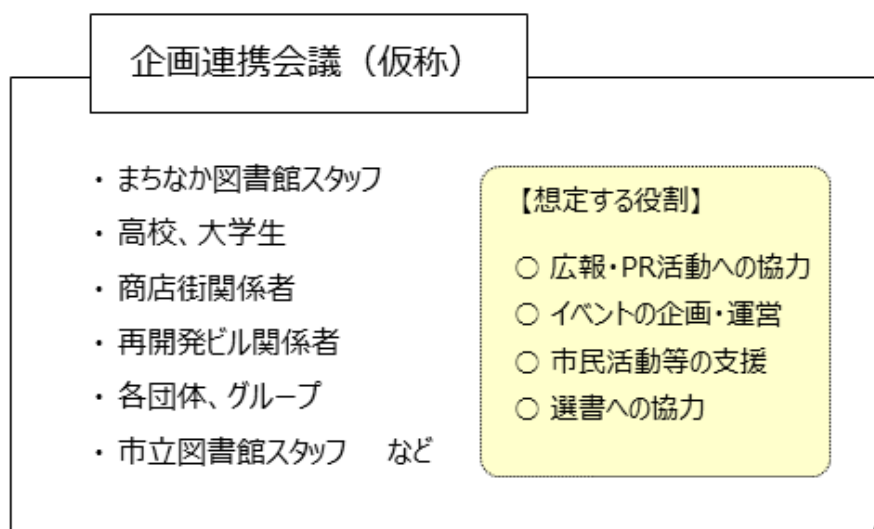 企画連携会議（仮称）
・ まちなか図書館スタッフ
・ 高校、大学生
・ 商店街関係者
・ 再開発ビル関係者
・ 各団体、グループ
・ 市立図書館スタッフ　など
【想定する役割】
○ 広報・PR活動への協力
○ イベントの企画・運営
○ 市民活動等の支援
○ 選書への協力